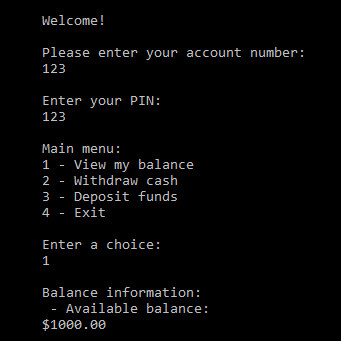 Welcome!
Please enter your account number:
123
Enter your PIN:
123
Main menu:
1 - View my balance
2 - Withdraw cash
3 - Deposit funds
4 - Exit
Enter a choice:
1
Balance information:
- Available balance:
$1000.00